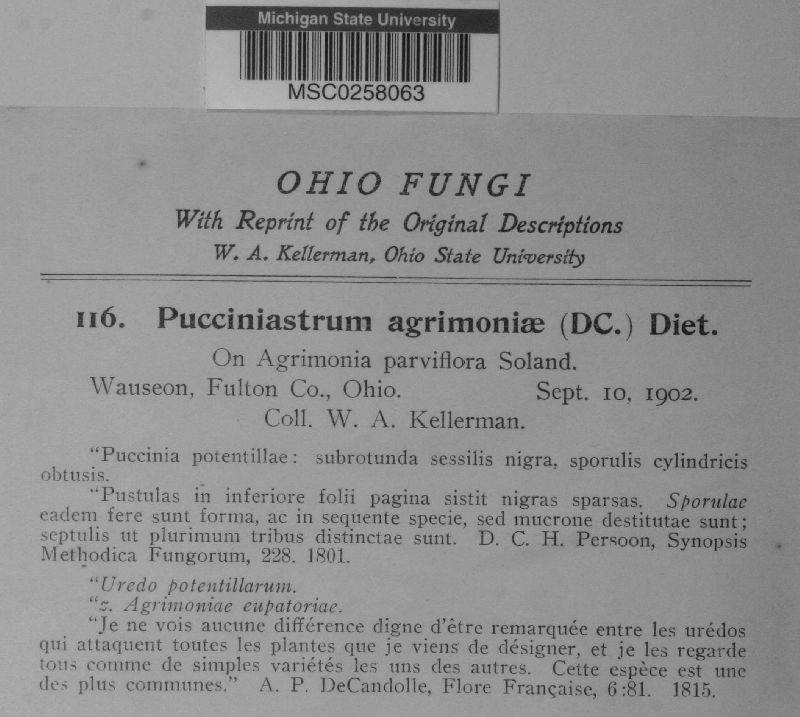 Michigan State University
MSC0258063
OHIO FUNGI
With Reprint of the Original Descriptions
W. A. Kellerman, Ohio State University
116. Pucciniastrum agrimoniæ (DC.) Diet.
On Agrimonia parviflora Soland.
Wauseon, Fulton Co., Ohio. Sept. 10, 1902.
Coll. W. A. Kellerman.
“Puccinia potentillae: subrotunda sessilis nigra, sporulis cylindricis
obtusis.
“Pustulas in inferiore folii pagina sistit nigras sparsas. Sporulae
eadem fere sunt forma, ac in sequente specie, sed mucrone destitutae sunt;
septulis ut plurimum tribus distinctae sunt. D. C. H. Persoon, Synopsis
Methodica Fungorum, 228. 1801.
“Uredo potentillarum.
“z. Agrimoniae eupatoriae.
“Je ne vois aucune différence digne d'être remarquée entre les urédos
qui attaquent toutes les plantes que je viens de désigner, et je les regarde
tous comme de simples variétés les uns des autres. Cette espèce est une
des plus communes.” A. P. DeCandolle, Flore Française, 6:81. 1815.